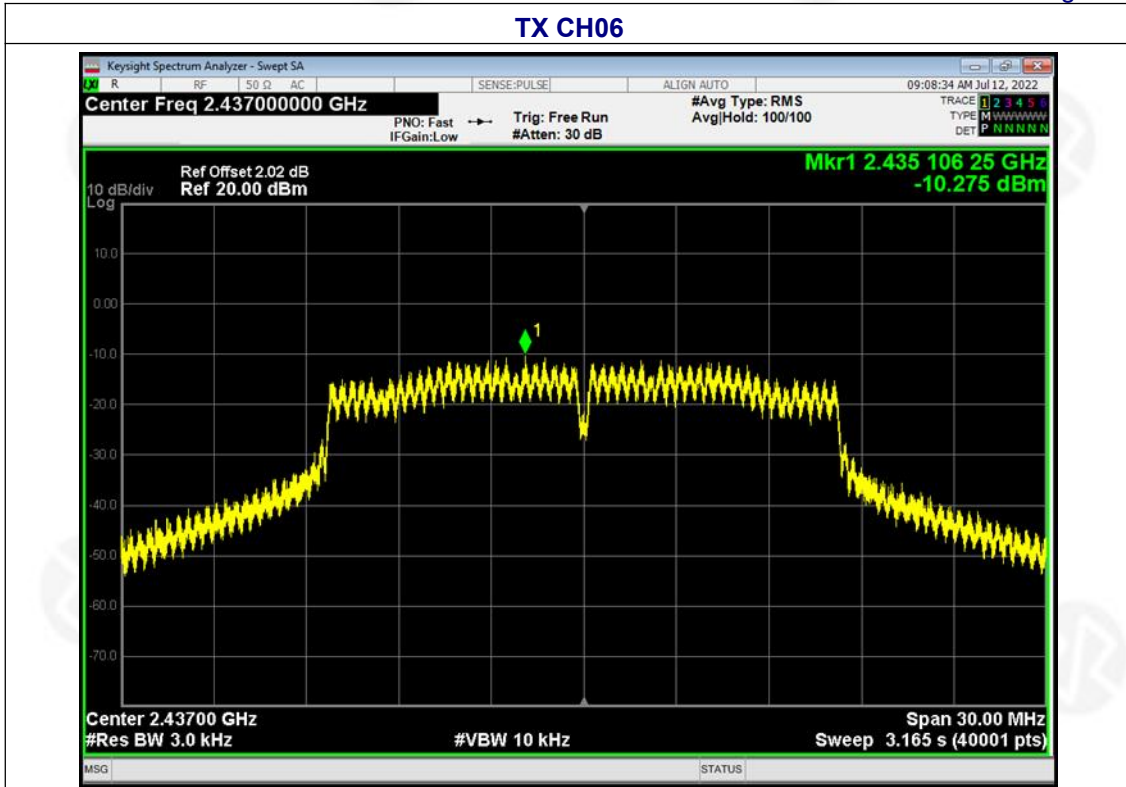 TX CH06
Keysight Spectrum Analyzer - Swept SA
LXI R RF 50 Ω AC SENSE:PULSE ALIGN AUTO 09:08:34 AM Jul 12, 2022
Center Freq 2.437000000 GHz #Avg Type: RMS TRACE 1 2 3 4 5 6
PNO: Fast Trig: Free Run Avg|Hold: 100/100 TYPE M W W W W W
IFGain:Low #Atten: 30 dB DET P N N N N N
Mkr1 2.435 106 25 GHz
Ref Offset 2.02 dB
10 dB/div Ref 20.00 dBm -10.275 dBm
Log
10.0
0.00
1
-10.0
-20.0
-30.0
-40.0
-50.0
-60.0
-70.0
Center 2.43700 GHz Span 30.00 MHz
#Res BW 3.0 kHz #VBW 10 kHz Sweep 3.165 s (40001 pts)
MSG STATUS